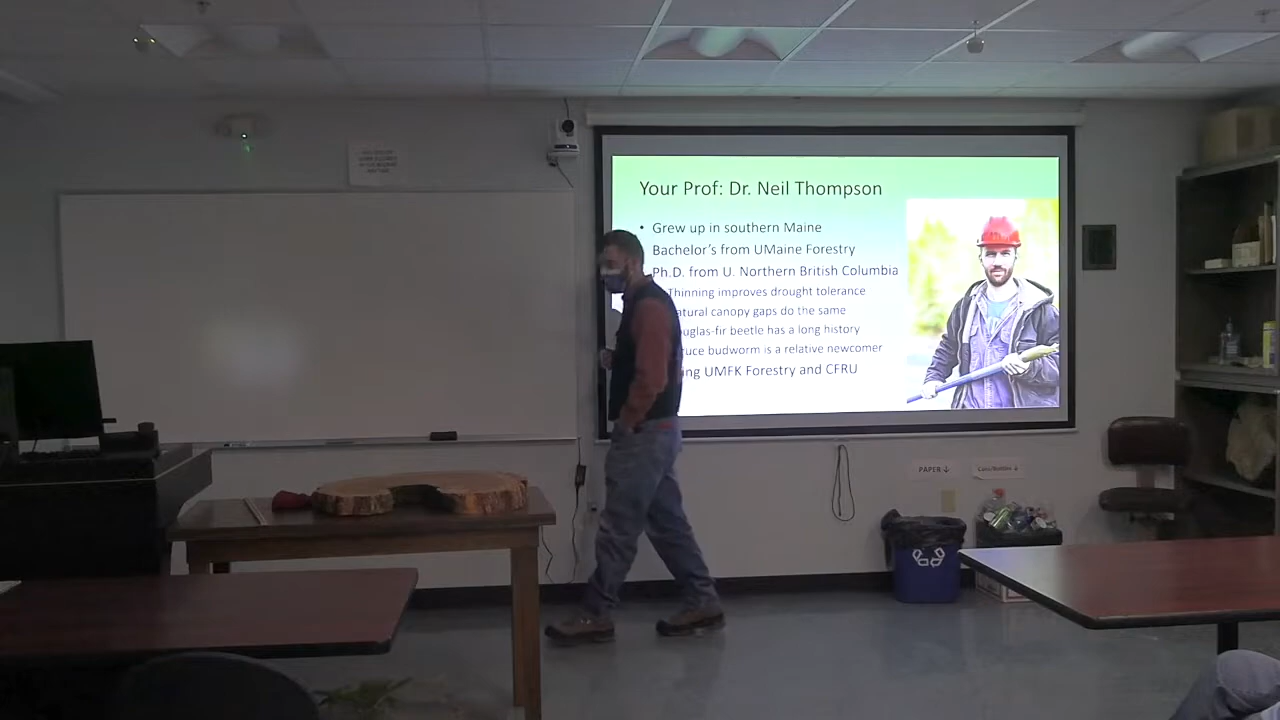 Your Prof: Dr. Neil Thompson
• Grew up in southern Maine
Bachelor's from UMaine Forestry
Ph.D. from U. Northern British Columbia
Thinning improves drought tolerance
canopy gaps do the same
beetle has a long history
budworm is a relative newcomer
UMFK Forestry and CFRU
PAPER ↓
Cans/Bottles ↓